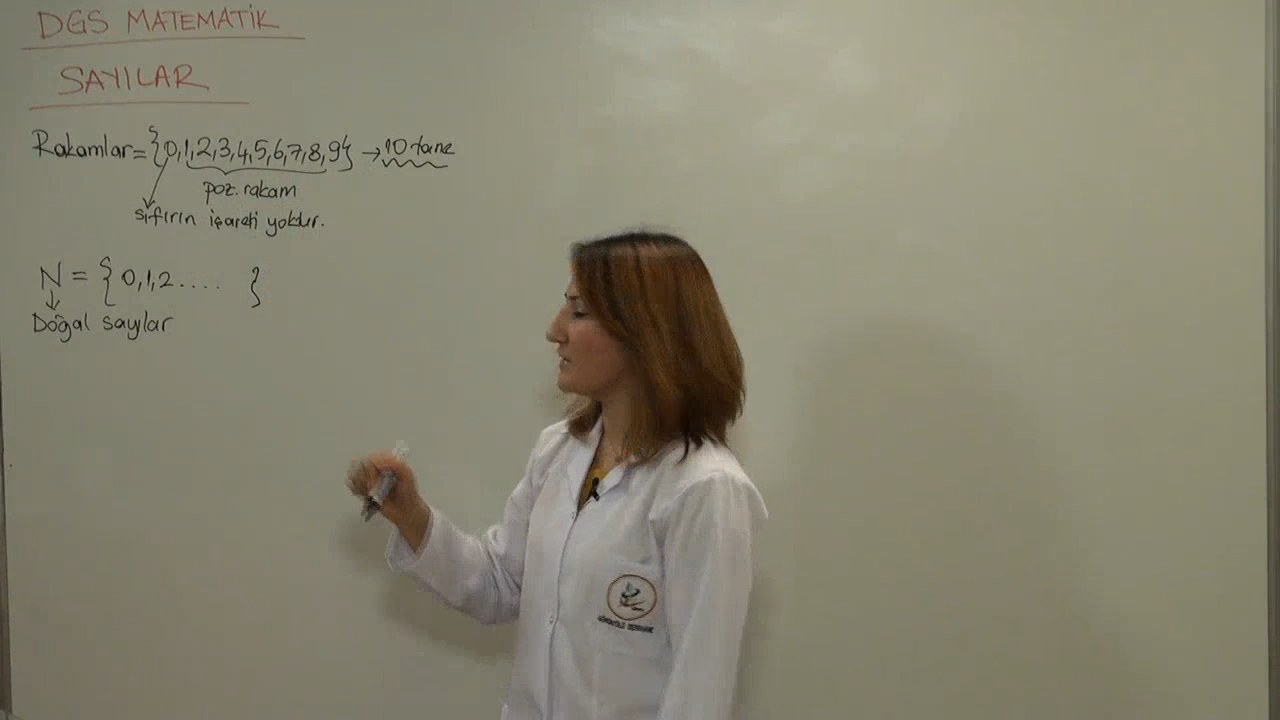 DGS MATEMATİK
SAYILAR
Rakamlar = {0,1,2,3,4,5,6,7,8,9} → 10 tane
poz. rakam
sıfırın işareti yoktur.
N = { 0,1,2 .... }
Doğal sayılar